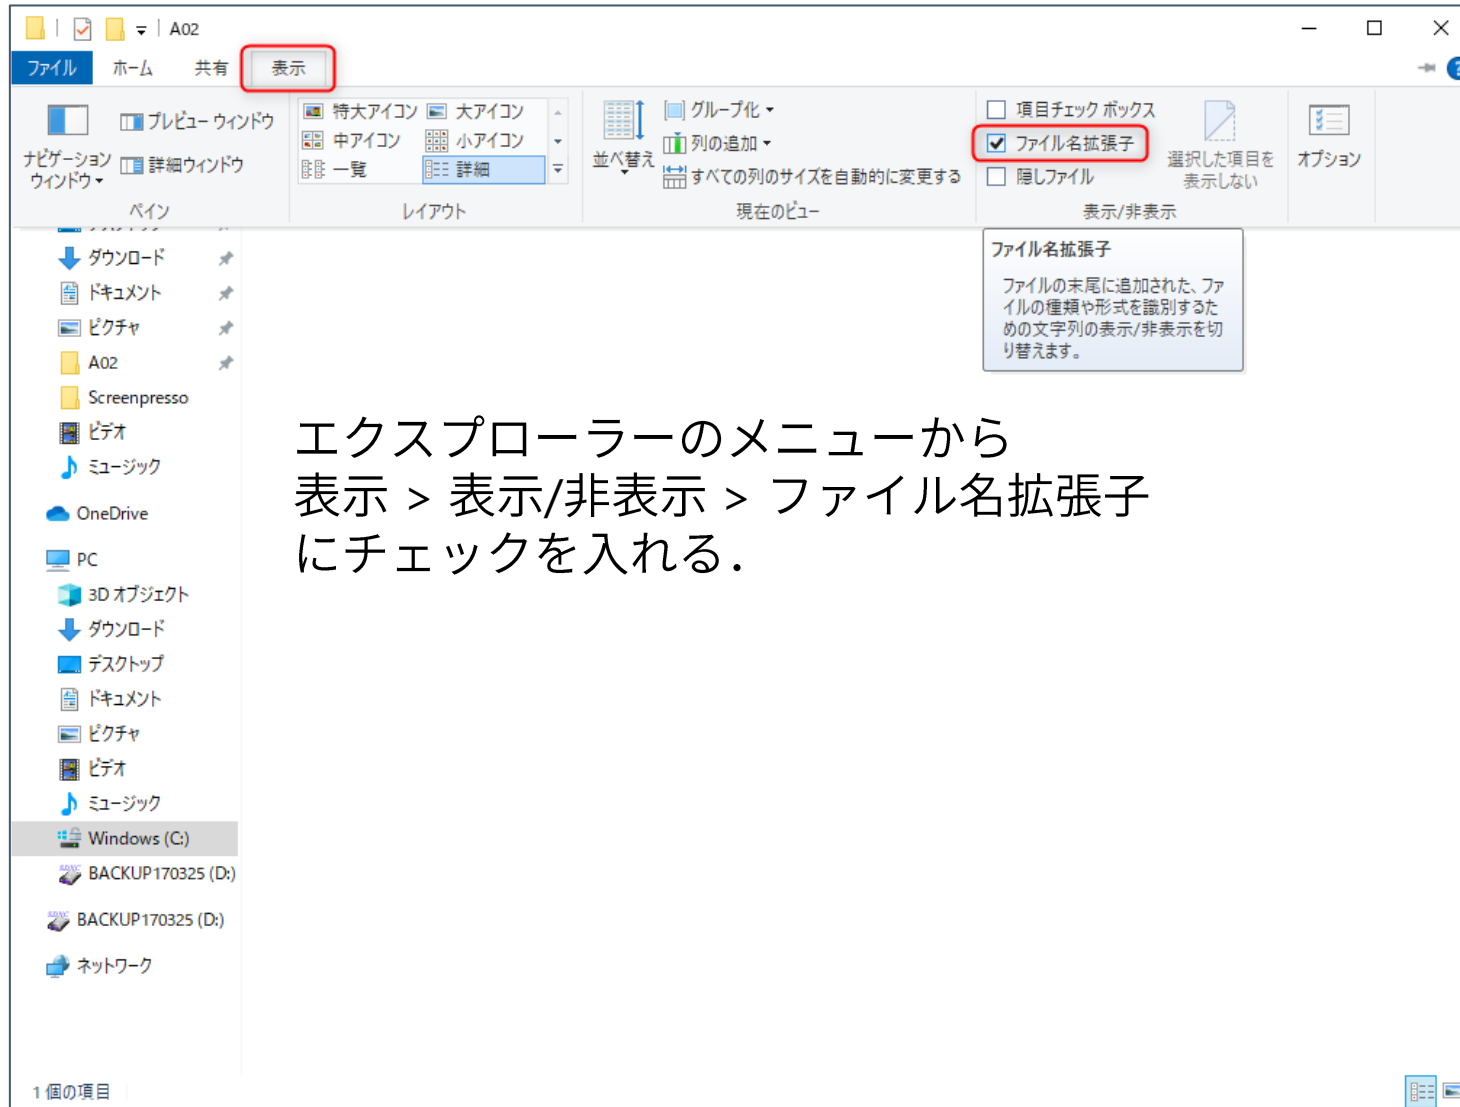 A02
ファイル ホーム 共有 表示
ナビゲーション
ウィンドウ
プレビュー ウィンドウ
詳細ウィンドウ
ペイン
特大アイコン 大アイコン
中アイコン 小アイコン
一覧 詳細
レイアウト
並べ替え
グループ化
列の追加
すべての列のサイズを自動的に変更する
現在のビュー
項目チェック ボックス
ファイル名拡張子
隠しファイル
選択した項目を
表示しない
表示/非表示
オプション
ファイル名拡張子
ファイルの末尾に追加された、ファ
イルの種類や形式を識別するた
めの文字列の表示/非表示を切
り替えます。
ダウンロード
ドキュメント
ピクチャ
A02
Screenpresso
ビデオ
ミュージック
OneDrive
PC
3D オブジェクト
ダウンロード
デスクトップ
ドキュメント
ピクチャ
ビデオ
ミュージック
Windows (C:)
BACKUP170325 (D:)
BACKUP170325 (D:)
ネットワーク
エクスプローラーのメニューから
表示 > 表示/非表示 > ファイル名拡張子
にチェックを入れる．
1 個の項目